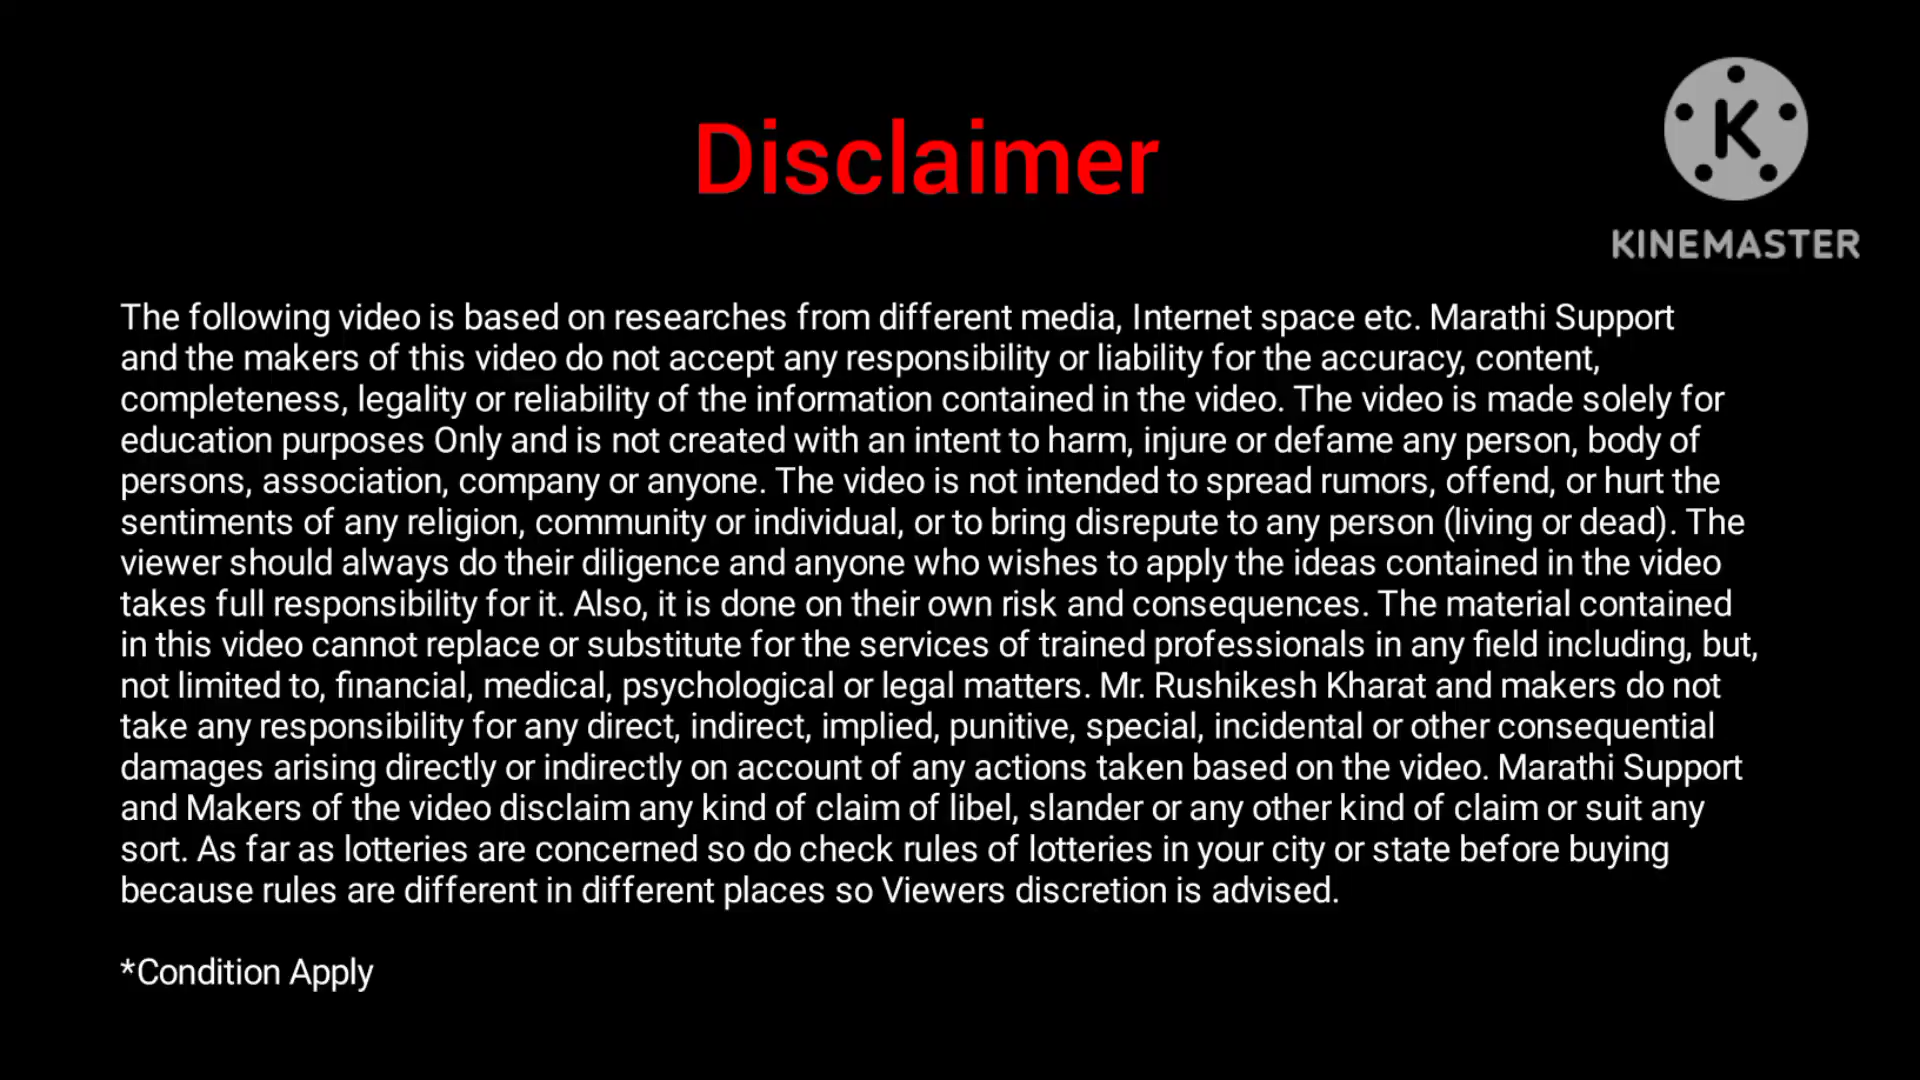 Disclaimer
K
KINEMASTER
The following video is based on researches from different media, Internet space etc. Marathi Support
and the makers of this video do not accept any responsibility or liability for the accuracy, content,
completeness, legality or reliability of the information contained in the video. The video is made solely for
education purposes Only and is not created with an intent to harm, injure or defame any person, body of
persons, association, company or anyone. The video is not intended to spread rumors, offend, or hurt the
sentiments of any religion, community or individual, or to bring disrepute to any person (living or dead). The
viewer should always do their diligence and anyone who wishes to apply the ideas contained in the video
takes full responsibility for it. Also, it is done on their own risk and consequences. The material contained
in this video cannot replace or substitute for the services of trained professionals in any field including, but,
not limited to, financial, medical, psychological or legal matters. Mr. Rushikesh Kharat and makers do not
take any responsibility for any direct, indirect, implied, punitive, special, incidental or other consequential
damages arising directly or indirectly on account of any actions taken based on the video. Marathi Support
and Makers of the video disclaim any kind of claim of libel, slander or any other kind of claim or suit any
sort. As far as lotteries are concerned so do check rules of lotteries in your city or state before buying
because rules are different in different places so Viewers discretion is advised.
*Condition Apply